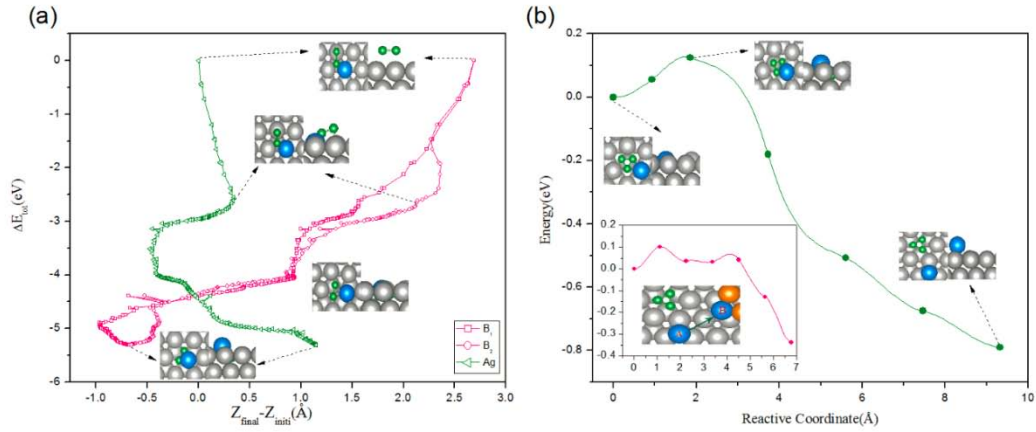 (a)
0
-1
-2
-3
-4
-5
-6
ΔE_tot(eV)
-1.0 -0.5 0.0 0.5 1.0 1.5 2.0 2.5 3.0
Z_final-Z_initi(Å)
B_1
B_2
Ag
(b)
0.2
0.0
-0.2
-0.4
-0.6
-0.8
Energy(eV)
0 2 4 6 8 10
Reactive Coordinate(Å)
0.2
0.1
0.0
-0.1
-0.2
-0.3
-0.4
0 1 2 3 4 5 6 7